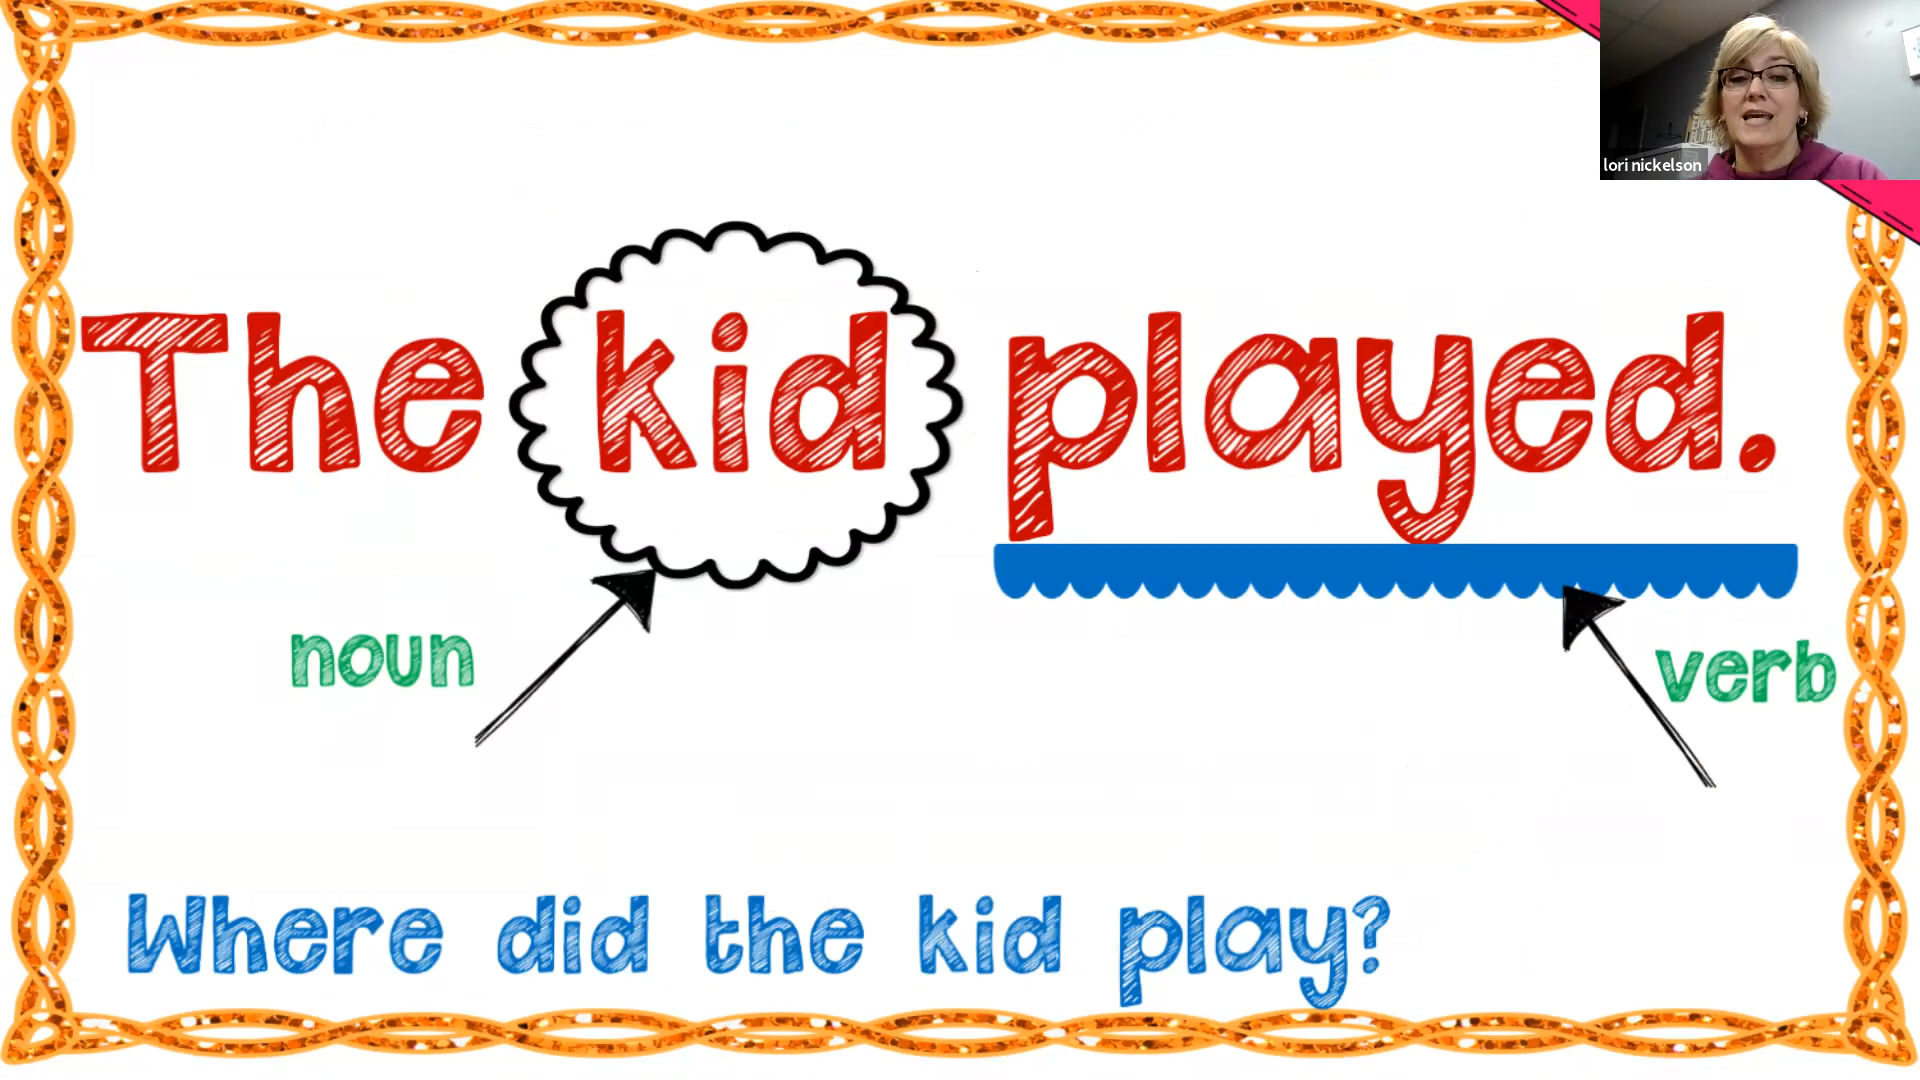 lori nickelson
The kid played.
noun
verb
Where did the kid play?